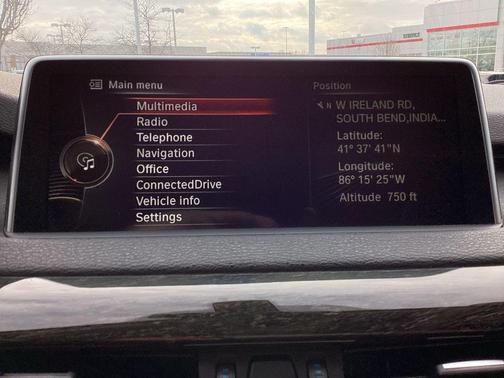 Main menu
Multimedia
Radio
Telephone
Navigation
Office
ConnectedDrive
Vehicle info
Settings
Position
N W IRELAND RD,
SOUTH BEND,INDIA...
Latitude:
41° 37' 41"N
Longitude:
86° 15' 25"W
Altitude 750 ft